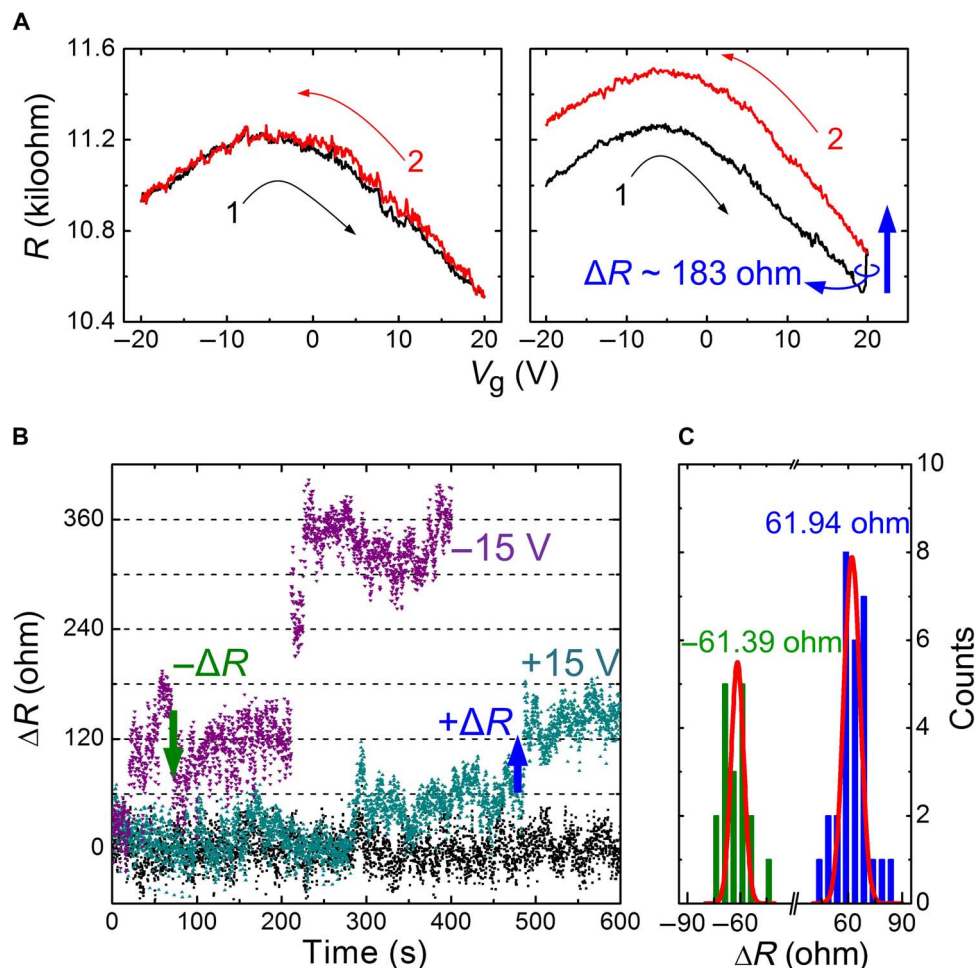 A
11.6
11.2
10.8
10.4
R (kiloohm)
1
2
1
2
ΔR ~ 183 ohm
–20 –10 0 10 20
–20 –10 0 10 20
Vg (V)
B
360
240
120
0
ΔR (ohm)
–15 V
–ΔR
+15 V
+ΔR
0 100 200 300 400 500 600
Time (s)
C
61.94 ohm
–61.39 ohm
10
8
6
4
2
0
Counts
–90 –60 60 90
ΔR (ohm)